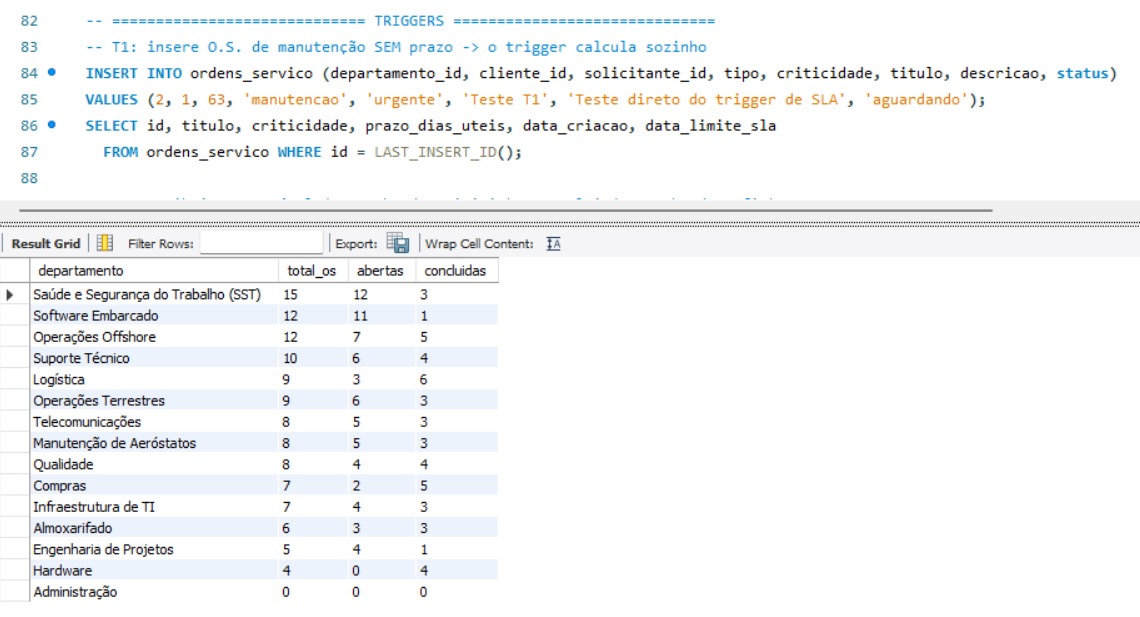 82 -- ============================= TRIGGERS ==============================
83 -- T1: insere O.S. de manutenção SEM prazo -> o trigger calcula sozinho
84 INSERT INTO ordens_servico (departamento_id, cliente_id, solicitante_id, tipo, criticidade, titulo, descricao, status)
85 VALUES (2, 1, 63, 'manutencao', 'urgente', 'Teste T1', 'Teste direto do trigger de SLA', 'aguardando');
86 SELECT id, titulo, criticidade, prazo_dias_uteis, data_criacao, data_limite_sla
87 FROM ordens_servico WHERE id = LAST_INSERT_ID();
88
Result Grid Filter Rows: Export: Wrap Cell Content: IA
departamento total_os abertas concluidas
Saúde e Segurança do Trabalho (SST) 15 12 3
Software Embarcado 12 11 1
Operações Offshore 12 7 5
Suporte Técnico 10 6 4
Logística 9 3 6
Operações Terrestres 9 6 3
Telecomunicações 8 5 3
Manutenção de Aeróstatos 8 5 3
Qualidade 8 4 4
Compras 7 2 5
Infraestrutura de TI 7 4 3
Almoxarifado 6 3 3
Engenharia de Projetos 5 4 1
Hardware 4 0 4
Administração 0 0 0